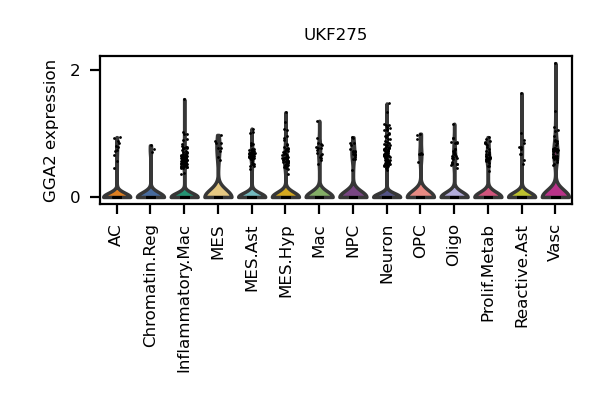 UKF275
GGA2 expression
2
0
AC
Chromatin.Reg
Inflammatory.Mac
MES
MES.Ast
MES.Hyp
Mac
NPC
Neuron
OPC
Oligo
Prolif.Metab
Reactive.Ast
Vasc